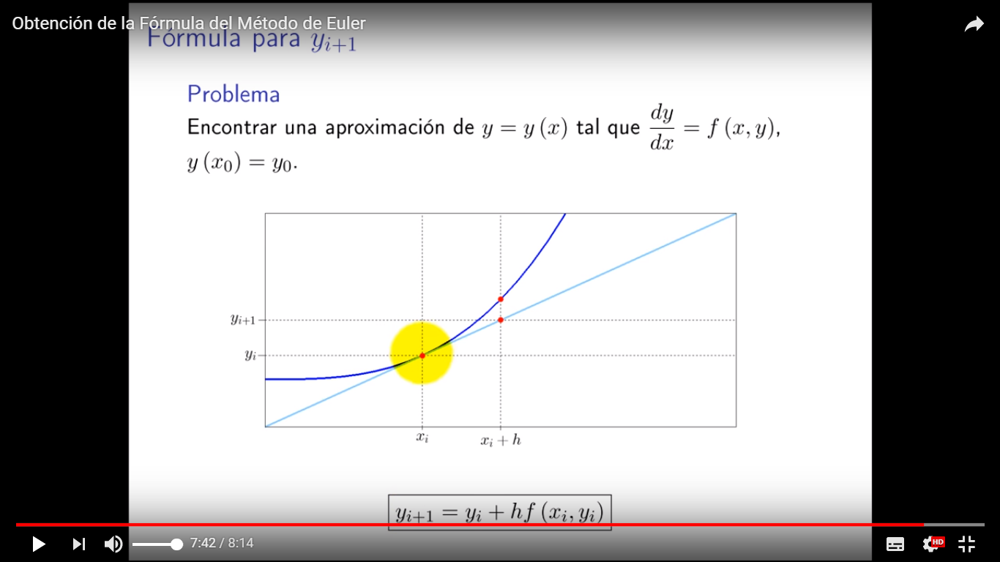 Obtención de la Fórmula del Método de Euler
Fórmula para y_{i+1}
Problema
Encontrar una aproximación de y = y (x) tal que dy/dx = f (x, y),
y (x_0) = y_0.
y_{i+1}
y_i
x_i
x_i + h
y_{i+1} = y_i + hf (x_i, y_i)
7:42 / 8:14
HD